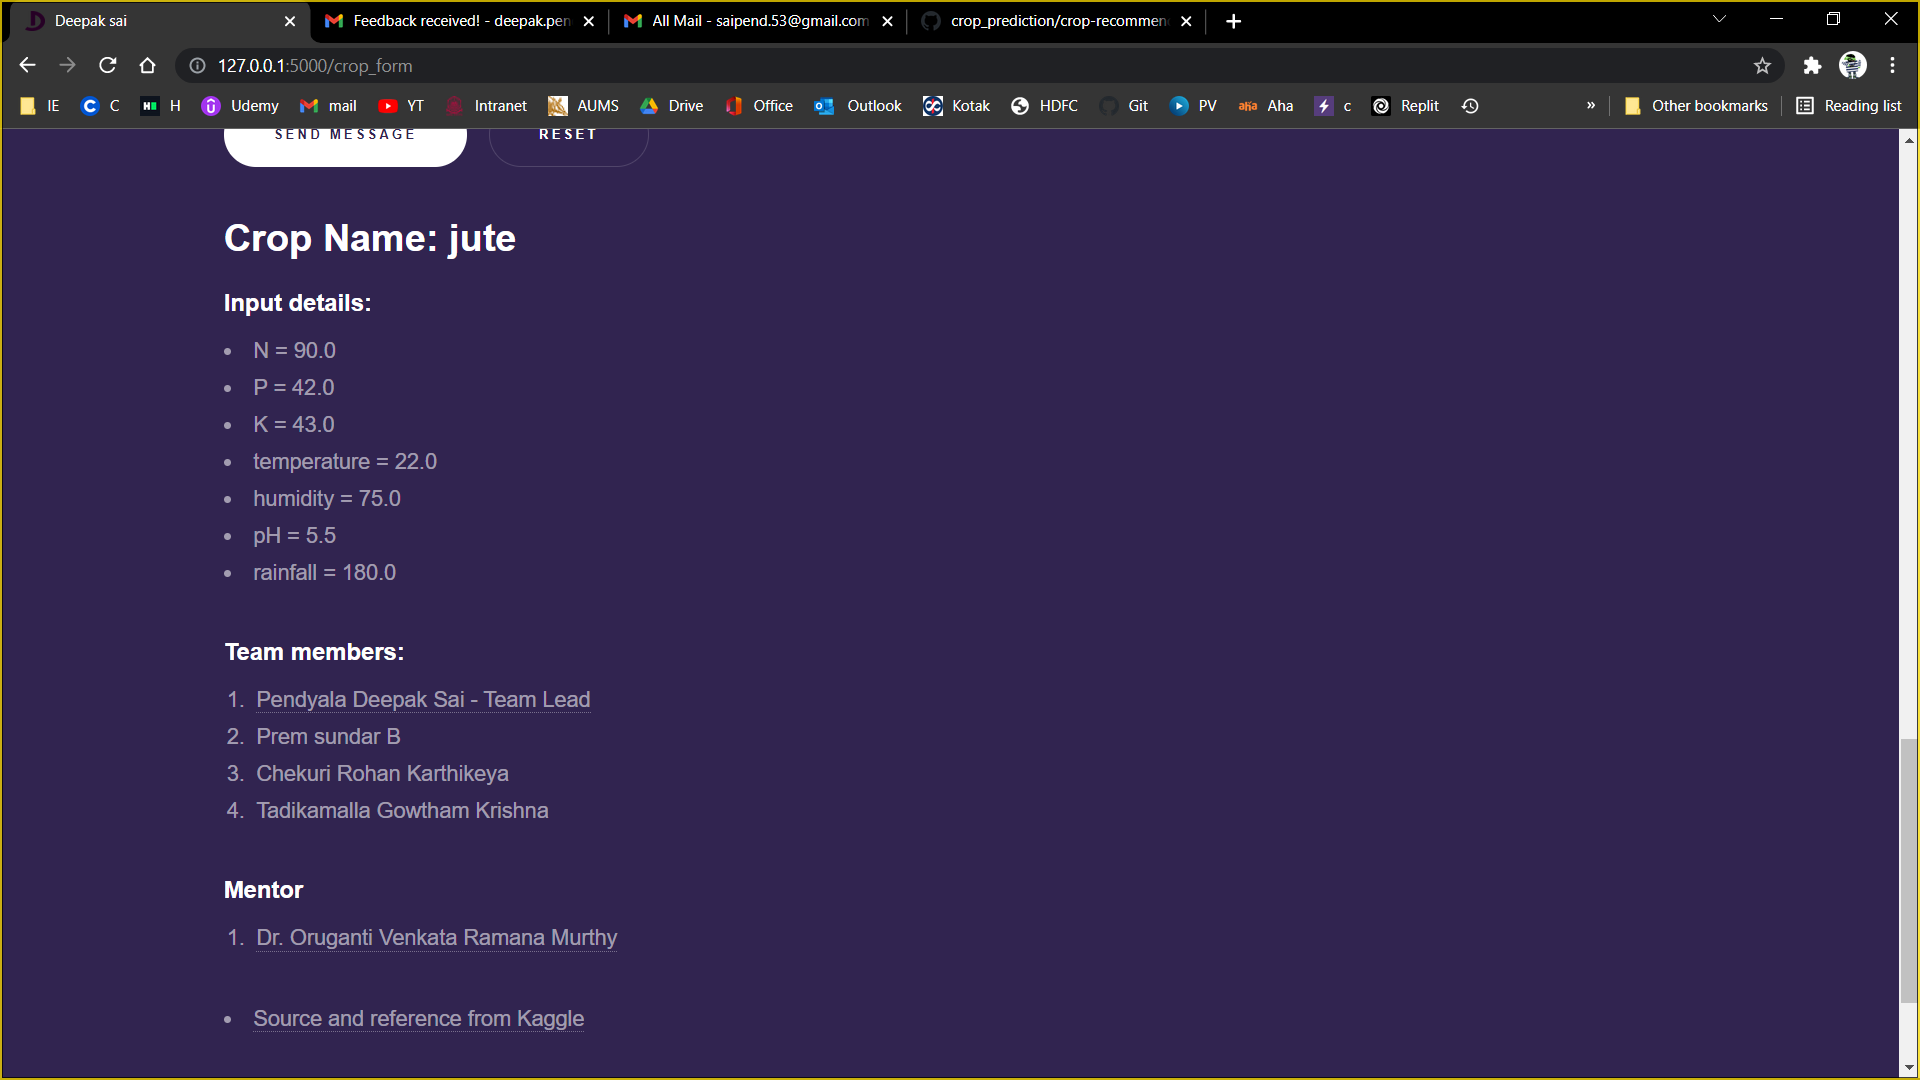 Deepak sai
Feedback received! - deepak.pen
All Mail - saipend.53@gmail.com
crop_prediction/crop-recommen
127.0.0.1:5000/crop_form
IE
C
H
Udemy
mail
YT
Intranet
AUMS
Drive
Office
Outlook
Kotak
HDFC
Git
PV
aha
Aha
c
Replit
»
Other bookmarks
Reading list
SEND MESSAGE
RESET
Crop Name: jute
Input details:
• N = 90.0
• P = 42.0
• K = 43.0
• temperature = 22.0
• humidity = 75.0
• pH = 5.5
• rainfall = 180.0
Team members:
1. Pendyala Deepak Sai - Team Lead
2. Prem sundar B
3. Chekuri Rohan Karthikeya
4. Tadikamalla Gowtham Krishna
Mentor
1. Dr. Oruganti Venkata Ramana Murthy
• Source and reference from Kaggle